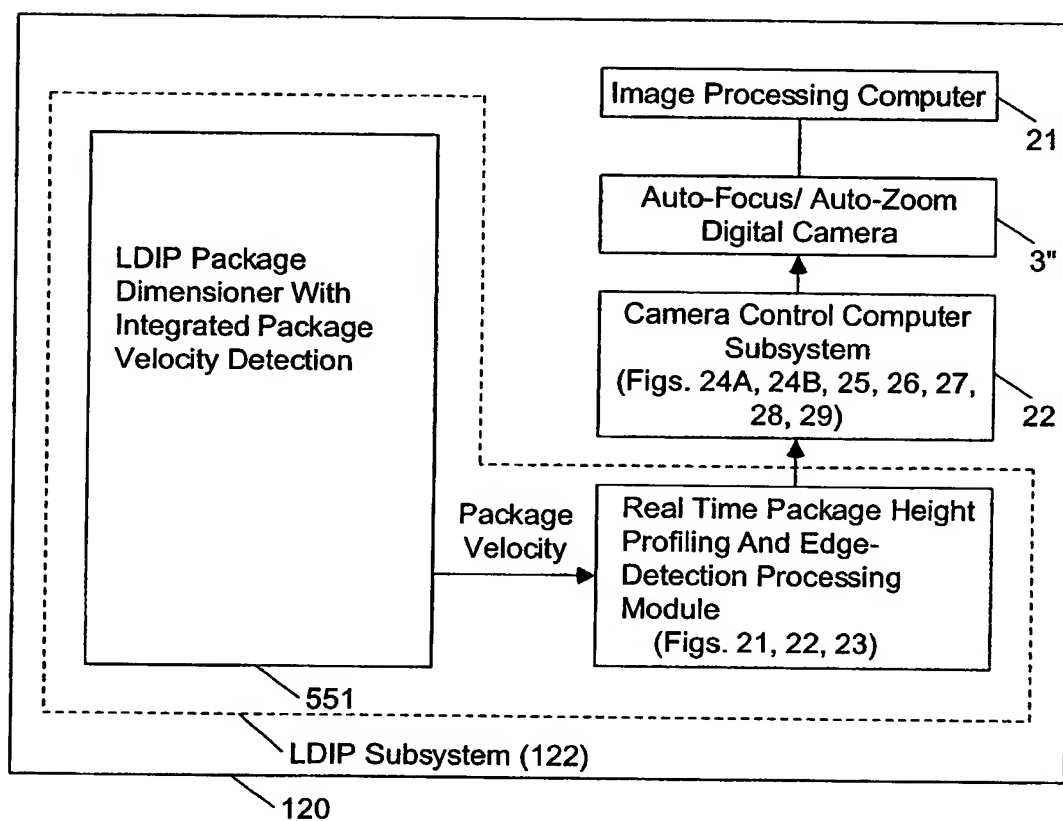 Image Processing Computer
21
Auto-Focus/ Auto-Zoom
Digital Camera
3"
LDIP Package
Dimensioner With
Integrated Package
Velocity Detection
Camera Control Computer
Subsystem
(Figs. 24A, 24B, 25, 26, 27,
28, 29)
22
Package
Velocity
Real Time Package Height
Profiling And Edge-
Detection Processing
Module
(Figs. 21, 22, 23)
551
LDIP Subsystem (122)
120